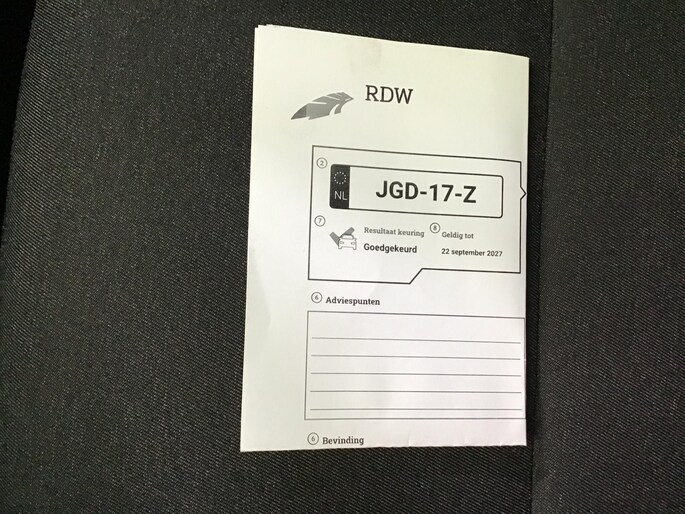 RDW
2
NL
JGD-17-Z
7
Resultaat keuring
Goedgekeurd
8
Geldig tot
22 september 2027
6 Adviespunten
6 Bevinding